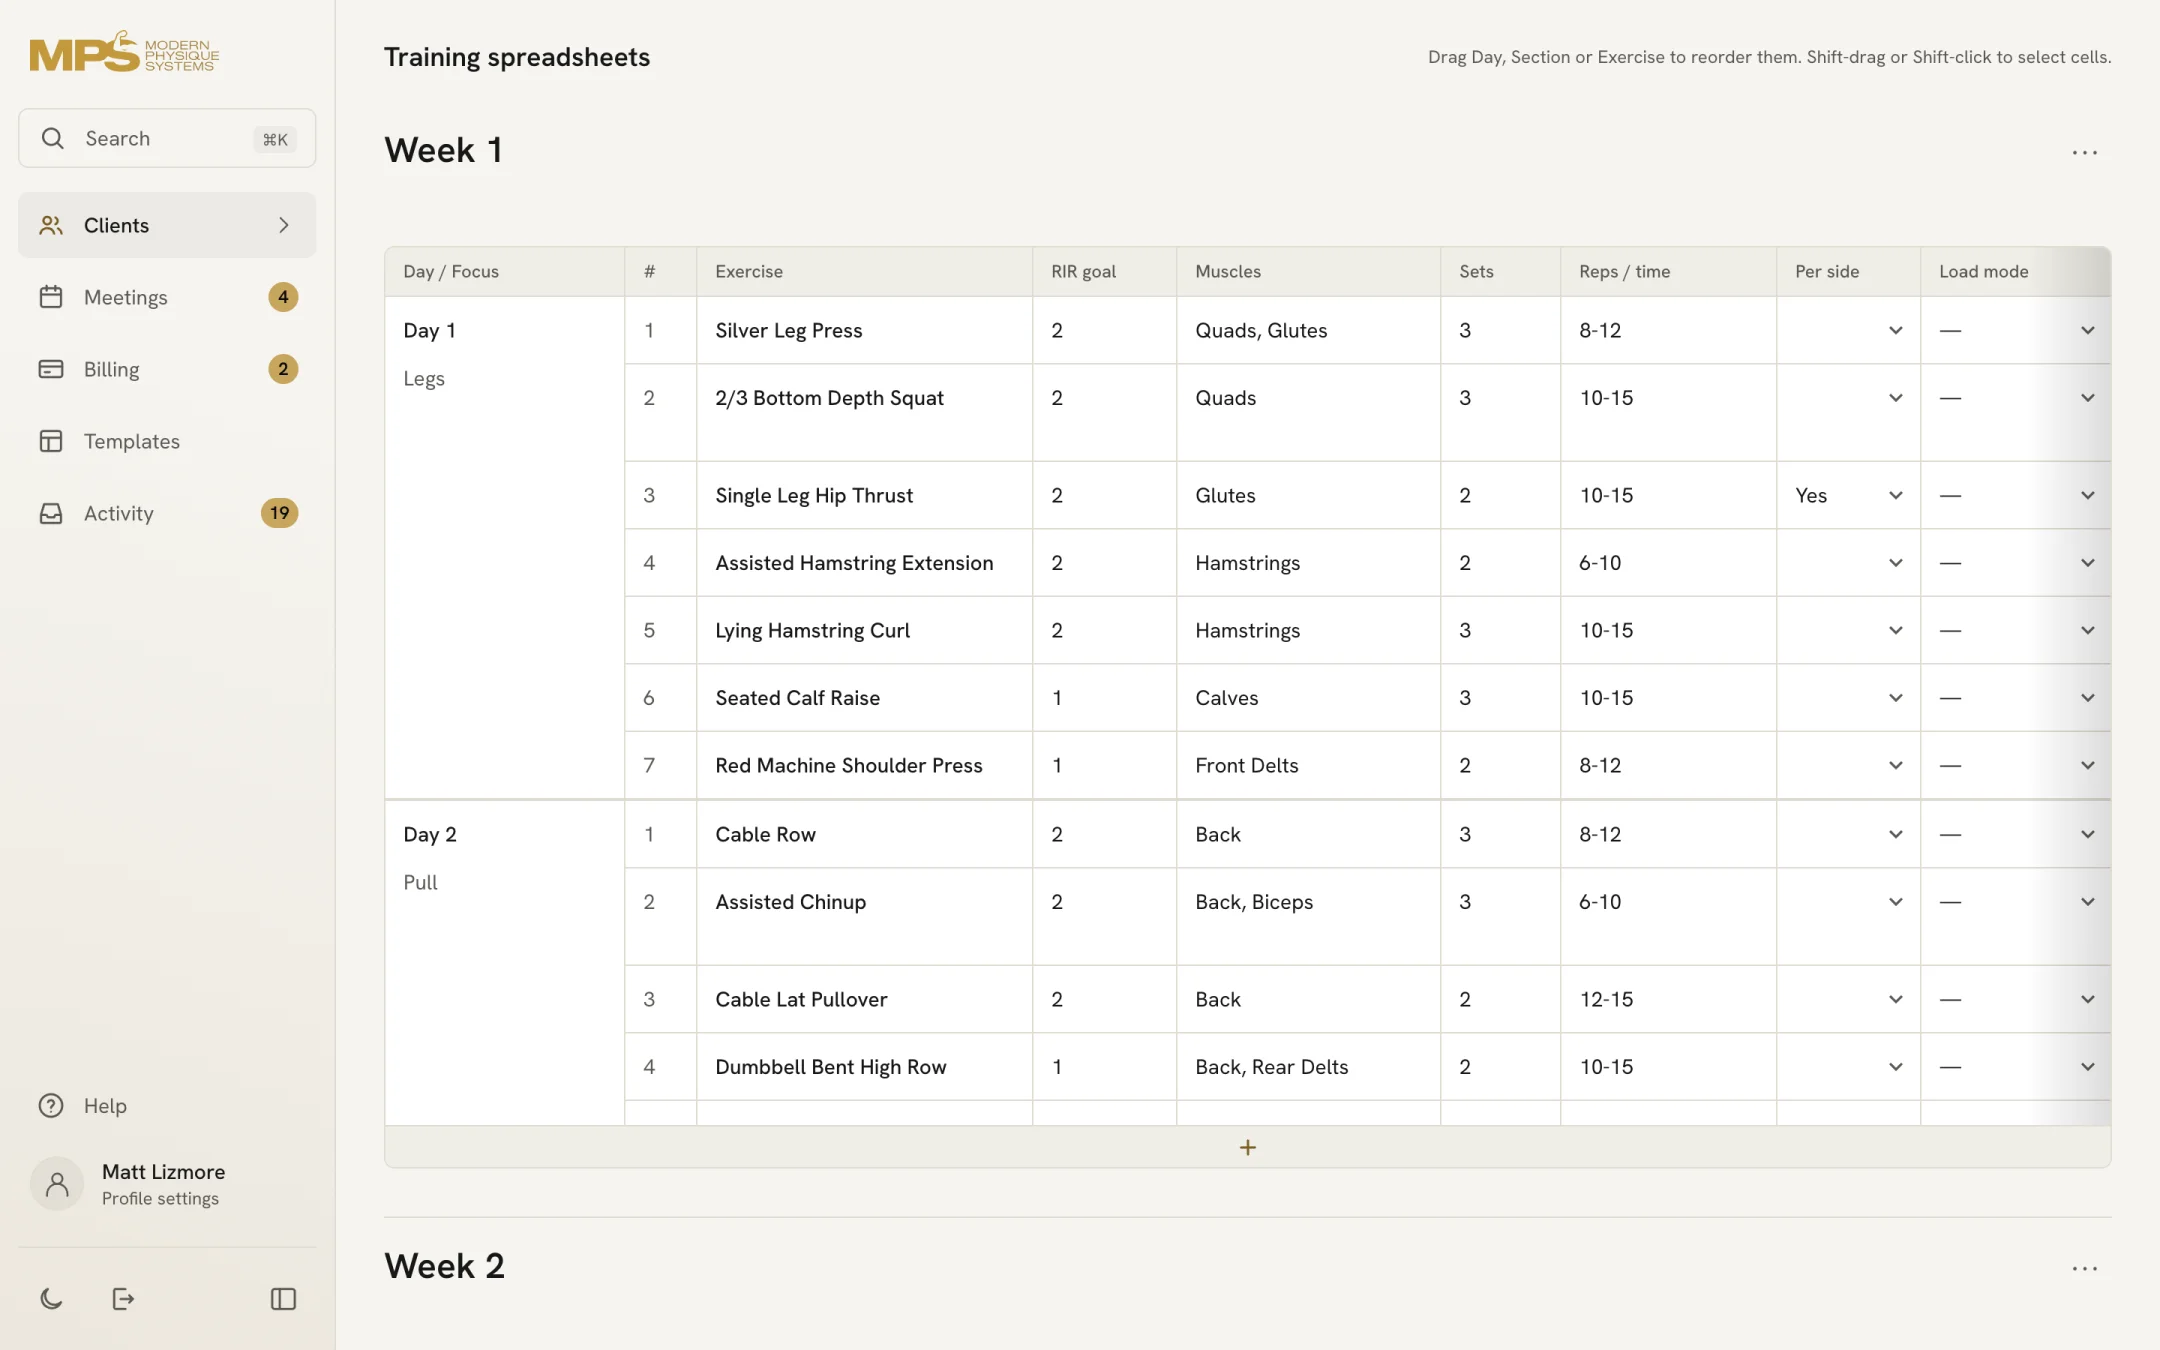 MPS MODERN
PHYSIQUE
SYSTEMS
Search ⌘K
Clients
Meetings 4
Billing 2
Templates
Activity 19
Help
Matt Lizmore
Profile settings
Training spreadsheets
Drag Day, Section or Exercise to reorder them. Shift-drag or Shift-click to select cells.
Week 1
Day / Focus # Exercise RIR goal Muscles Sets Reps / time Per side Load mode
Day 1 1 Silver Leg Press 2 Quads, Glutes 3 8-12 —
Legs
2 2/3 Bottom Depth Squat 2 Quads 3 10-15 —
3 Single Leg Hip Thrust 2 Glutes 2 10-15 Yes —
4 Assisted Hamstring Extension 2 Hamstrings 2 6-10 —
5 Lying Hamstring Curl 2 Hamstrings 3 10-15 —
6 Seated Calf Raise 1 Calves 3 10-15 —
7 Red Machine Shoulder Press 1 Front Delts 2 8-12 —
Day 2 1 Cable Row 2 Back 3 8-12 —
Pull
2 Assisted Chinup 2 Back, Biceps 3 6-10 —
3 Cable Lat Pullover 2 Back 2 12-15 —
4 Dumbbell Bent High Row 1 Back, Rear Delts 2 10-15 —
+
Week 2